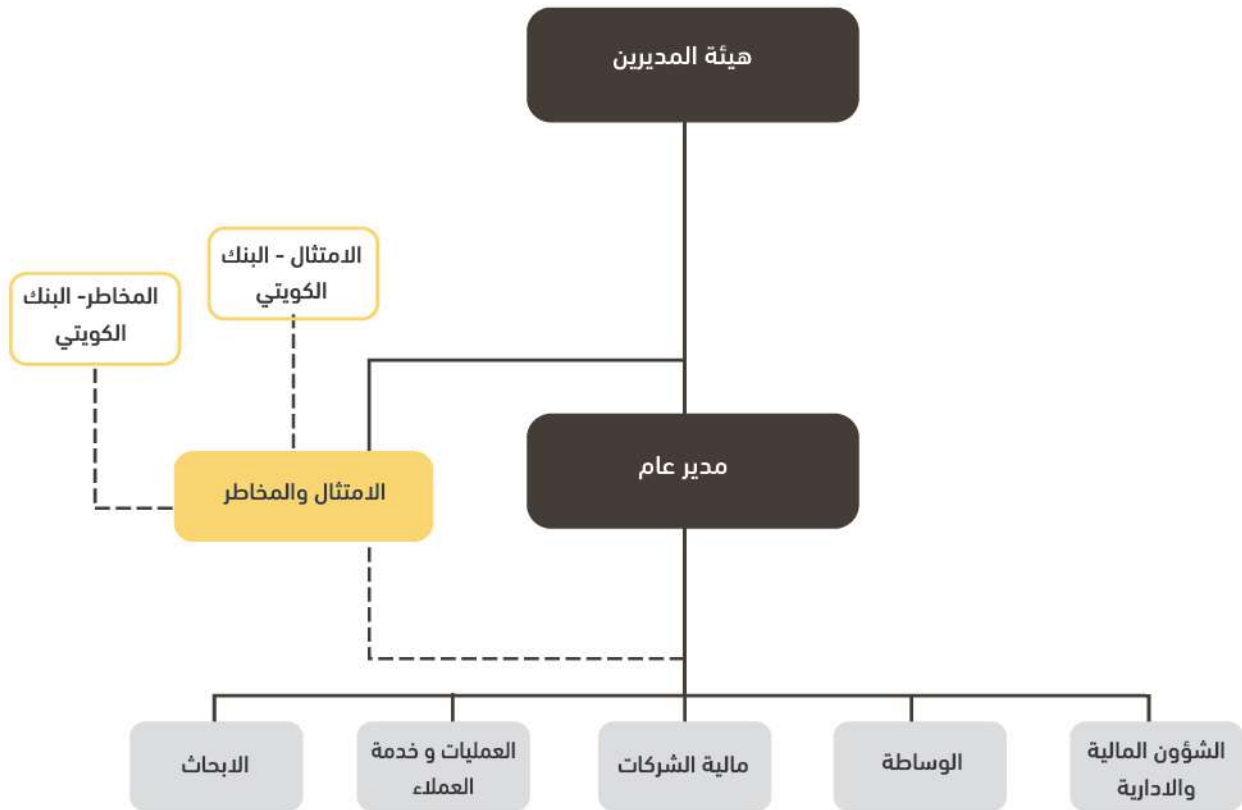 هيئة المديرين
الامتثال - البنك
الكويتي
المخاطر- البنك
الكويتي
مدير عام
الامتثال والمخاطر
الشؤون المالية
والادارية
الوساطة
مالية الشركات
العمليات و خدمة
العملاء
الابحاث